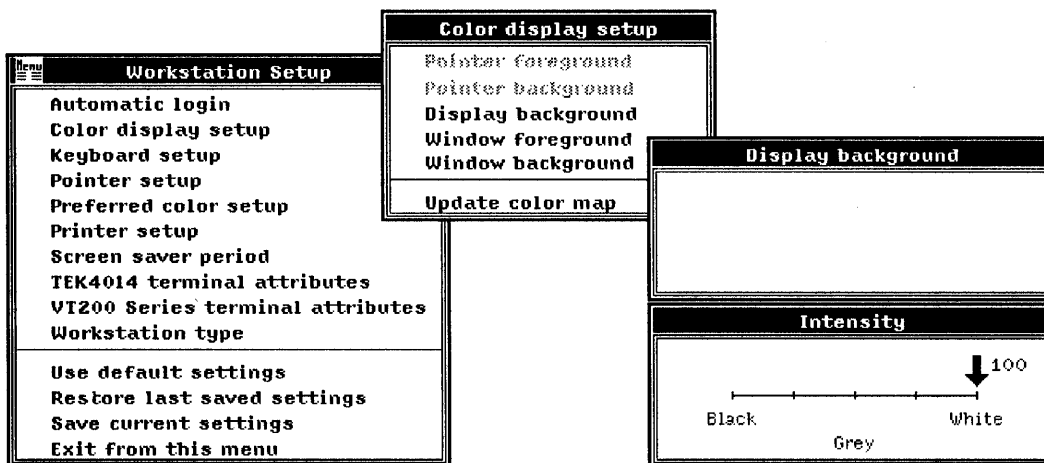 Menu
Workstation Setup
Automatic login
Color display setup
Keyboard setup
Pointer setup
Preferred color setup
Printer setup
Screen saver period
TEK4014 terminal attributes
VT200 Series terminal attributes
Workstation type
Use default settings
Restore last saved settings
Save current settings
Exit from this menu
Color display setup
Pointer foreground
Pointer background
Display background
Window foreground
Window background
Update color map
Display background
Intensity
100
Black
White
Grey